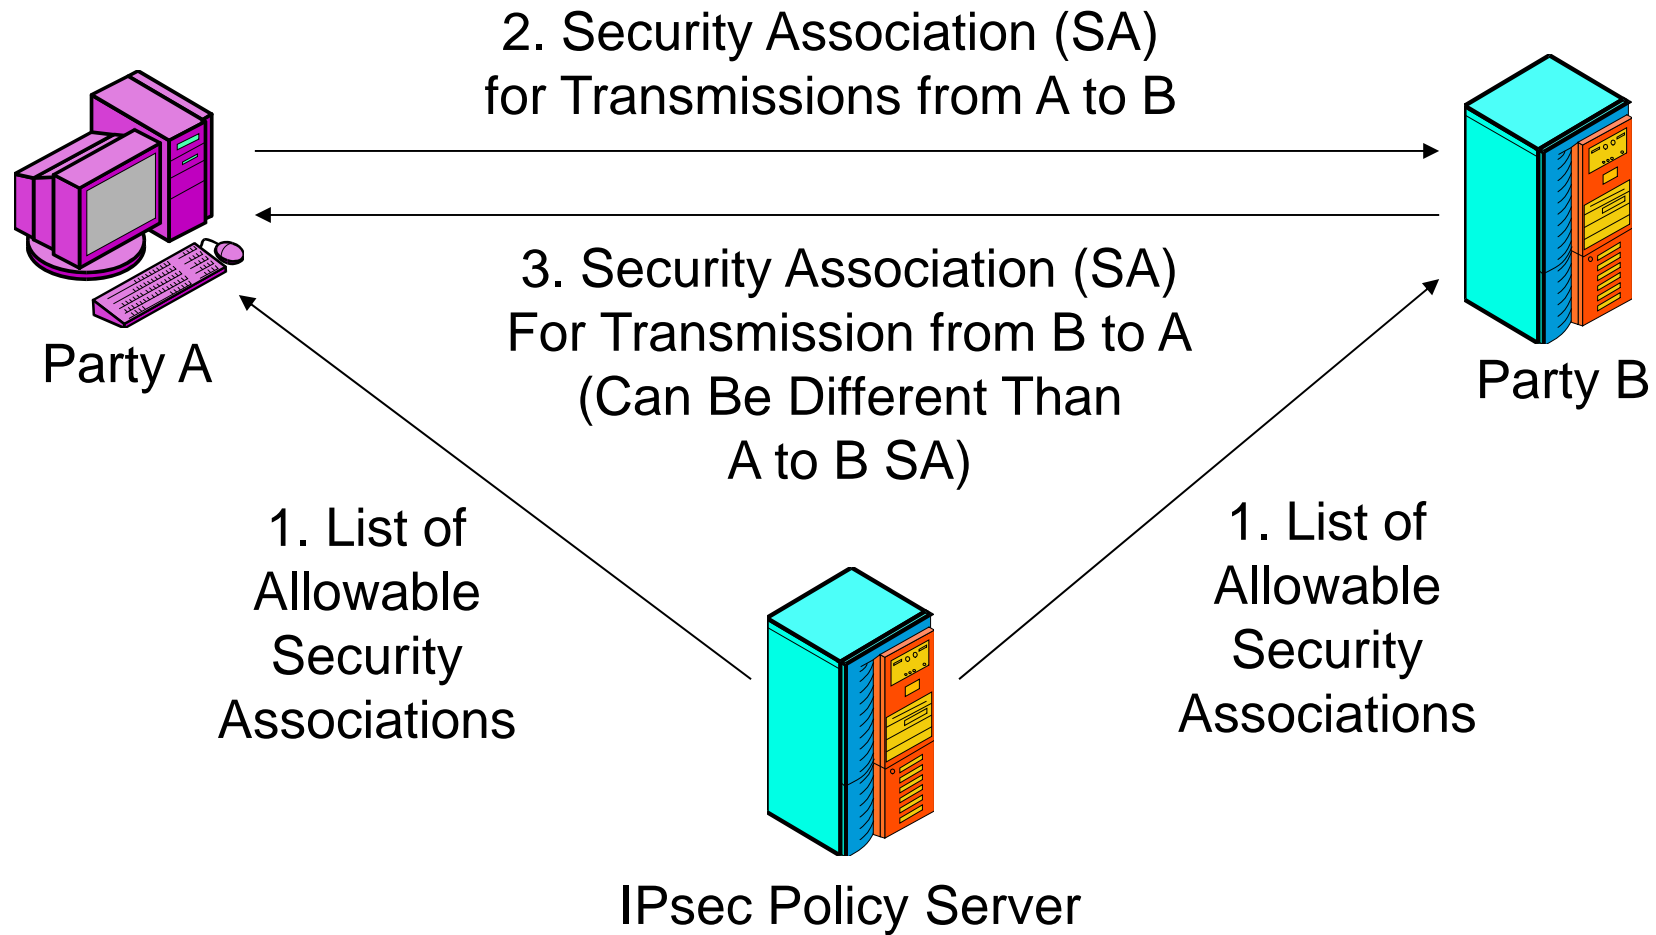 2. Security Association (SA)
for Transmissions from A to B
3. Security Association (SA)
For Transmission from B to A
(Can Be Different Than
A to B SA)
Party A
Party B
1. List of
Allowable
Security
Associations
1. List of
Allowable
Security
Associations
IPsec Policy Server